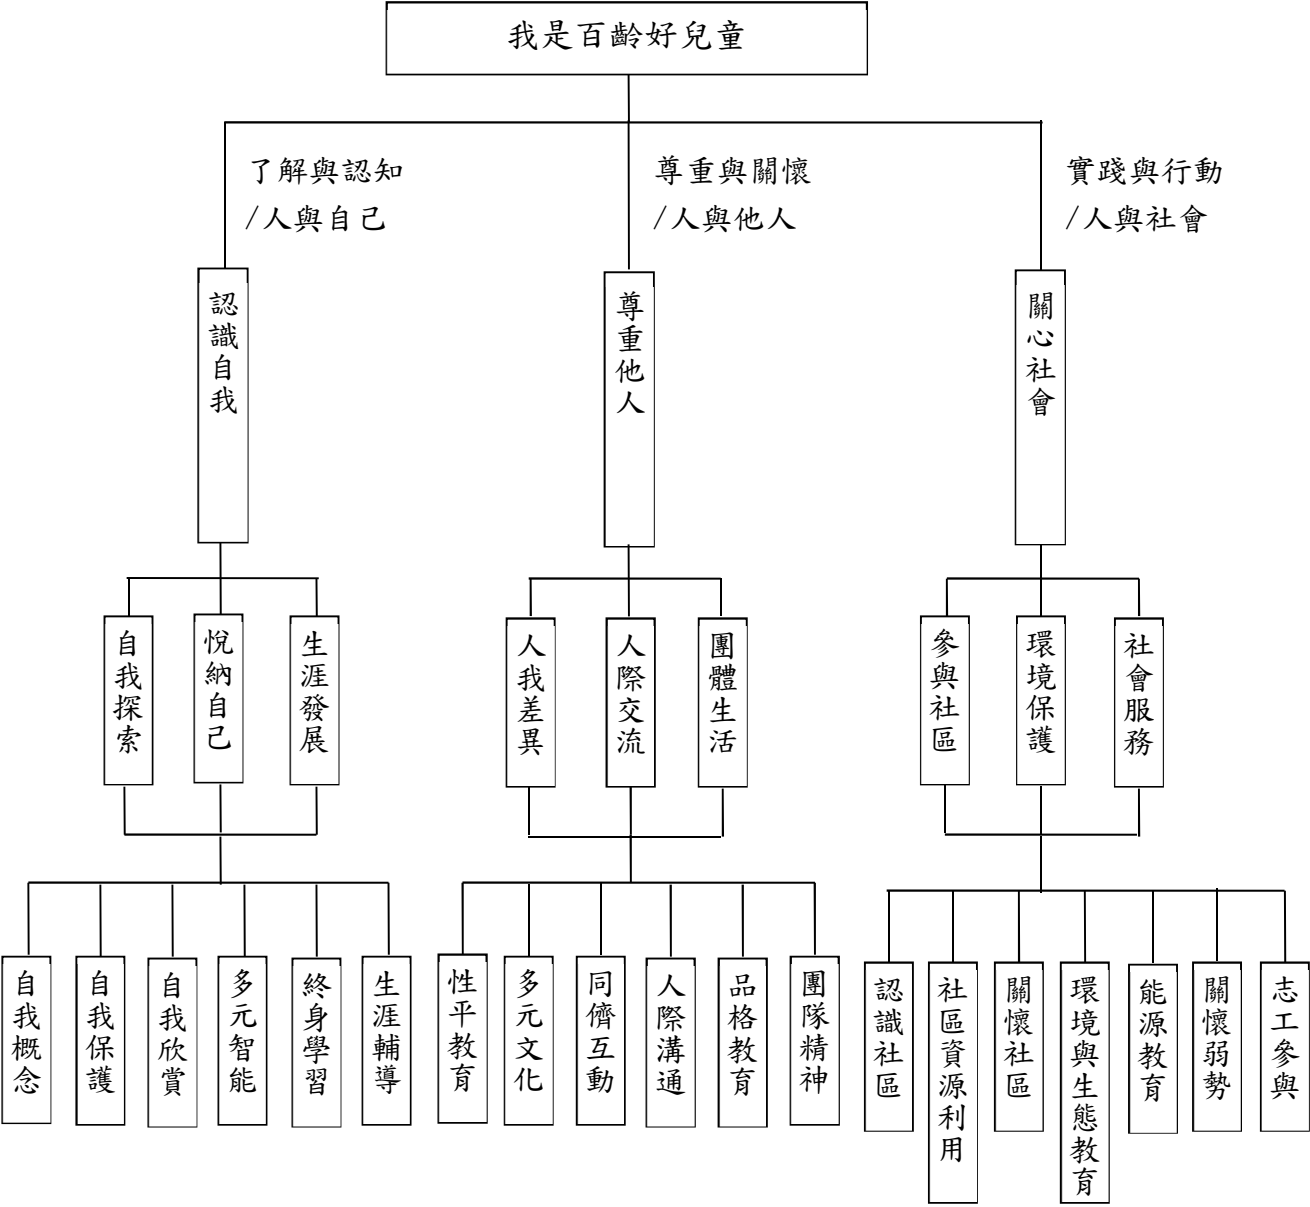 我是百齡好兒童
了解與認知
/人與自己
尊重與關懷
/人與他人
實踐與行動
/人與社會
認識自我
尊重他人
關心社會
自我探索
悅納自己
生涯發展
人我差異
人際交流
團體生活
參與社區
環境保護
社會服務
自我概念
自我保護
自我欣賞
多元智能
終身學習
生涯輔導
性平教育
多元文化
同儕互動
人際溝通
品格教育
團隊精神
認識社區
社區資源利用
關懷社區
環境與生態教育
能源教育
關懷弱勢
志工參與